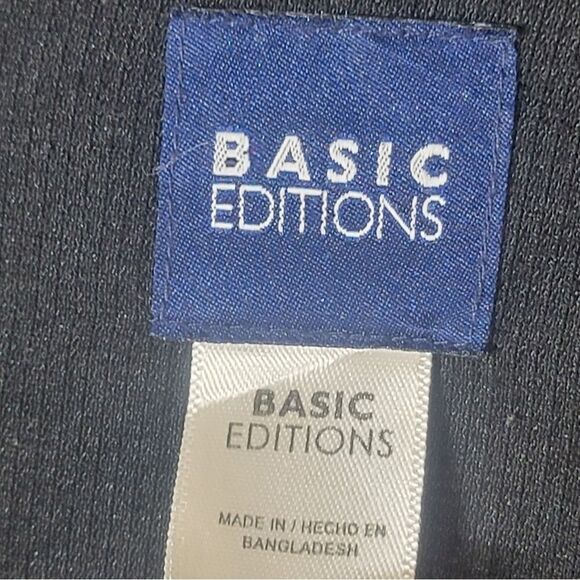 BASIC
EDITIONS
BASIC
EDITIONS
MADE IN / HECHO EN
BANGLADESH